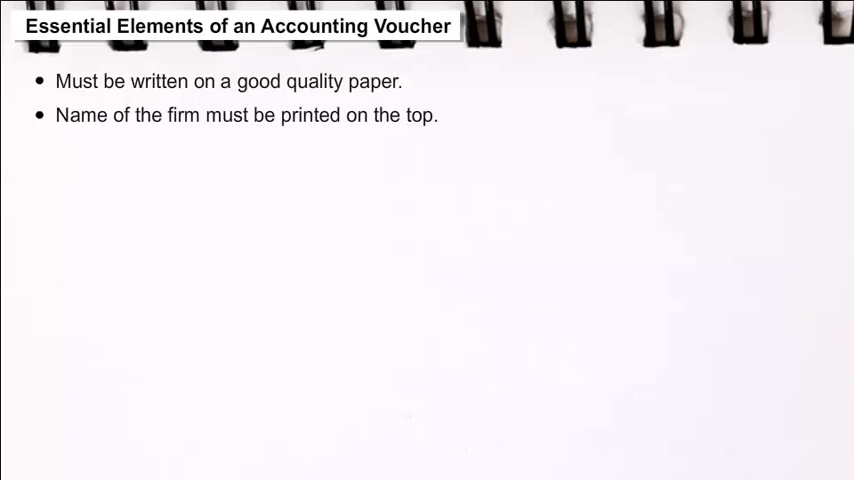 Essential Elements of an Accounting Voucher
• Must be written on a good quality paper.
• Name of the firm must be printed on the top.